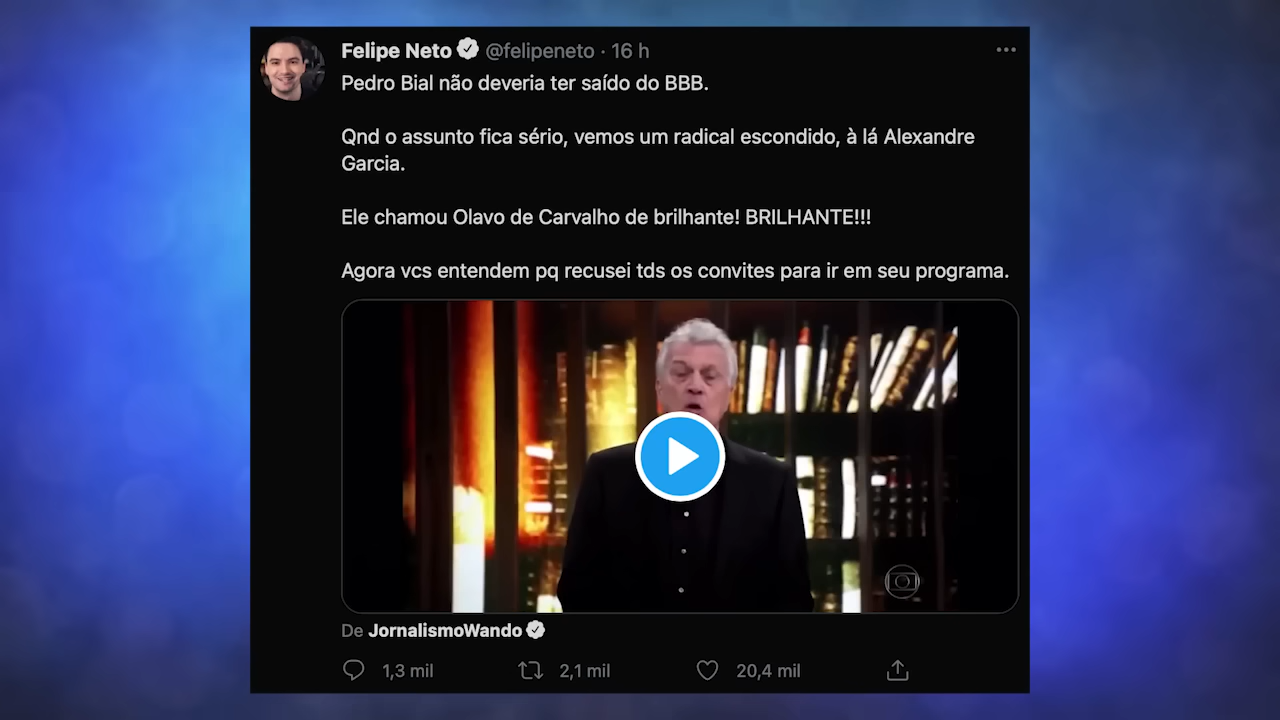 Felipe Neto @felipeneto · 16 h
Pedro Bial não deveria ter saído do BBB.
Qnd o assunto fica sério, vemos um radical escondido, à lá Alexandre
Garcia.
Ele chamou Olavo de Carvalho de brilhante! BRILHANTE!!!
Agora vcs entendem pq recusei tds os convites para ir em seu programa.
De JornalismoWando
1,3 mil 2,1 mil 20,4 mil